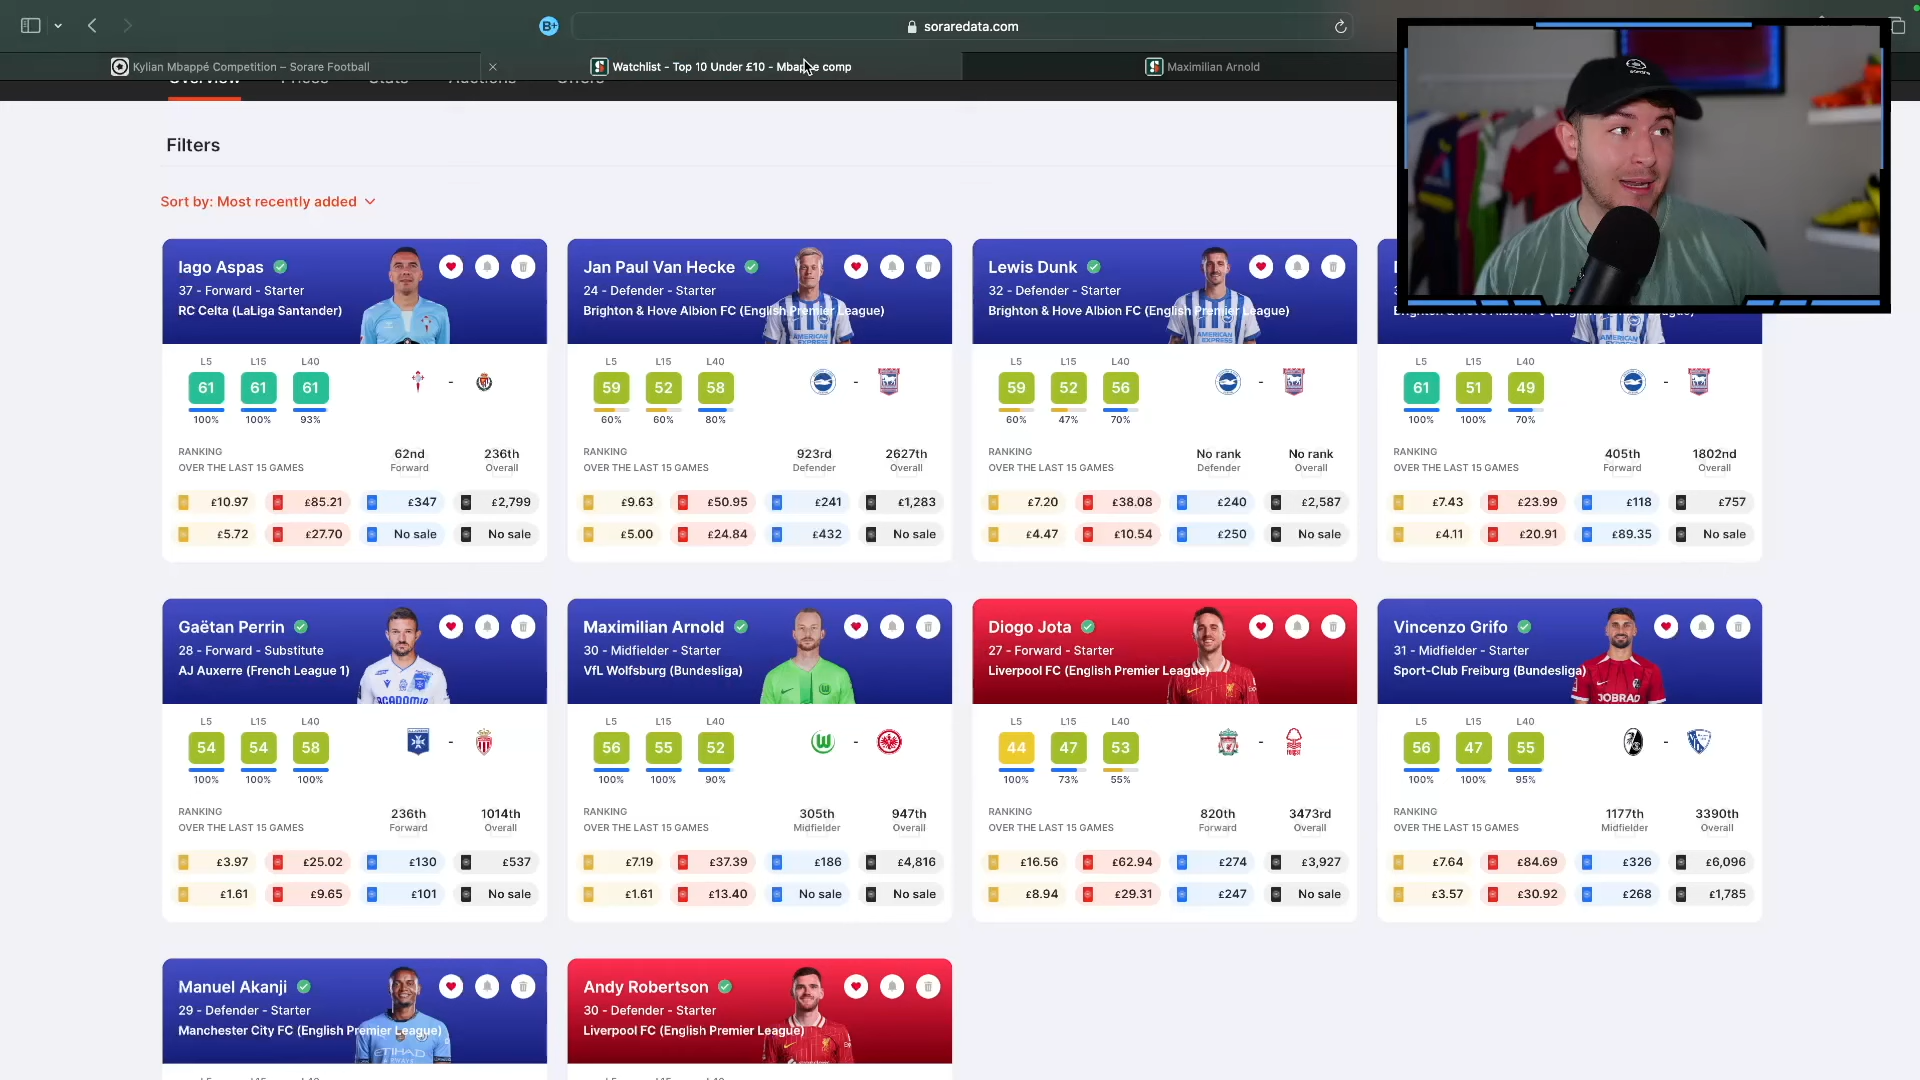 soraredata.com
Kylian Mbappé Competition – Sorare Football
Watchlist - Top 10 Under £10 - Mbappe comp
Maximilian Arnold
Overview Prices Stats Auctions Offers
Filters
Sort by: Most recently added
Iago Aspas
37 - Forward - Starter
RC Celta (LaLiga Santander)
L5 L15 L40
61 61 61
100% 100% 93%
RANKING
OVER THE LAST 15 GAMES
62nd 236th
Forward Overall
£10.97 £85.21 £347 £2,799
£5.72 £27.70 No sale No sale
Jan Paul Van Hecke
24 - Defender - Starter
Brighton & Hove Albion FC (English Premier League)
L5 L15 L40
59 52 58
60% 60% 80%
RANKING
OVER THE LAST 15 GAMES
923rd 2627th
Defender Overall
£9.63 £50.95 £241 £1,283
£5.00 £24.84 £432 No sale
Lewis Dunk
32 - Defender - Starter
Brighton & Hove Albion FC (English Premier League)
L5 L15 L40
59 52 56
60% 47% 70%
RANKING
OVER THE LAST 15 GAMES
No rank No rank
Defender Overall
£7.20 £38.08 £240 £2,587
£4.47 £10.54 £250 No sale
L5 L15 L40
61 51 49
100% 100% 70%
RANKING
OVER THE LAST 15 GAMES
405th 1802nd
Forward Overall
£7.43 £23.99 £118 £757
£4.11 £20.91 £89.35 No sale
Gaëtan Perrin
28 - Forward - Substitute
AJ Auxerre (French League 1)
L5 L15 L40
54 54 58
100% 100% 100%
RANKING
OVER THE LAST 15 GAMES
236th 1014th
Forward Overall
£3.97 £25.02 £130 £537
£1.61 £9.65 £101 No sale
Maximilian Arnold
30 - Midfielder - Starter
VfL Wolfsburg (Bundesliga)
L5 L15 L40
56 55 52
100% 100% 90%
RANKING
OVER THE LAST 15 GAMES
305th 947th
Midfielder Overall
£7.19 £37.39 £186 £4,816
£1.61 £13.40 No sale No sale
Diogo Jota
27 - Forward - Starter
Liverpool FC (English Premier League)
L5 L15 L40
44 47 53
100% 73% 55%
RANKING
OVER THE LAST 15 GAMES
820th 3473rd
Forward Overall
£16.56 £62.94 £274 £3,927
£8.94 £29.31 £247 No sale
Vincenzo Grifo
31 - Midfielder - Starter
Sport-Club Freiburg (Bundesliga)
JOBRAD
L5 L15 L40
56 47 55
100% 100% 95%
RANKING
OVER THE LAST 15 GAMES
1177th 3390th
Midfielder Overall
£7.64 £84.69 £326 £6,096
£3.57 £30.92 £268 £1,785
Manuel Akanji
29 - Defender - Starter
Manchester City FC (English Premier League)
ETIHAD
L5 L15 L40
Andy Robertson
30 - Defender - Starter
Liverpool FC (English Premier League)
L5 L15 L40